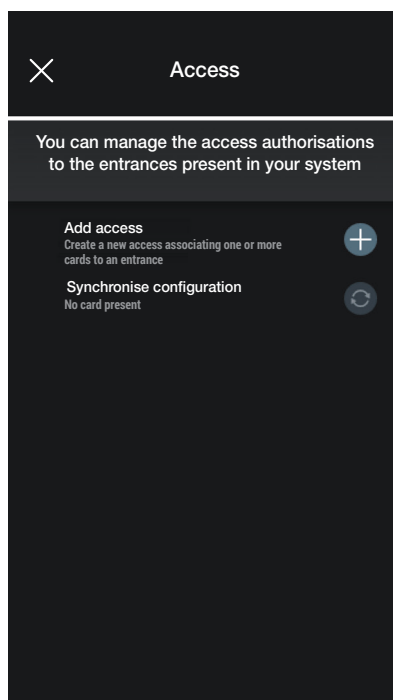 Access
You can manage the access authorisations
to the entrances present in your system
Add access
Create a new access associating one or more
cards to an entrance
Synchronise configuration
No card present